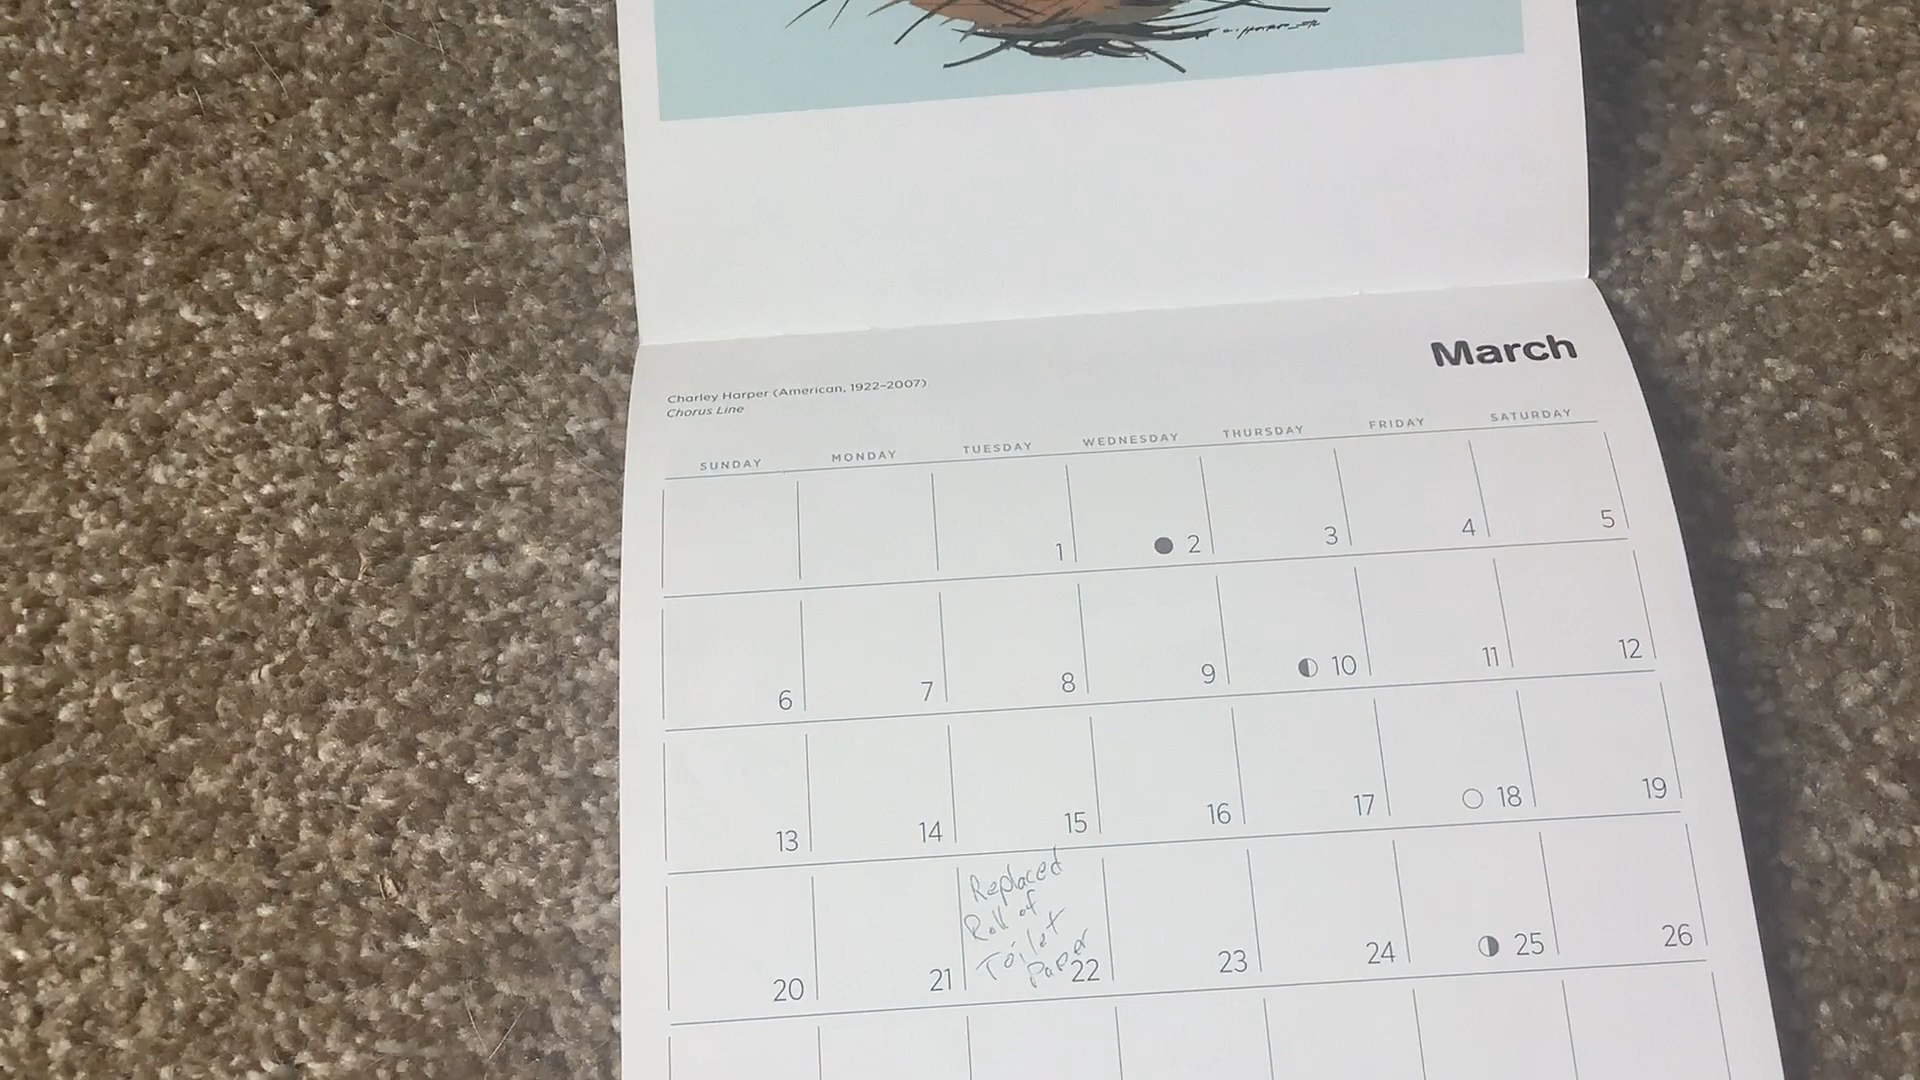 March
Charley Harper (American, 1922–2007)
Chorus Line
SUNDAY MONDAY TUESDAY WEDNESDAY THURSDAY FRIDAY SATURDAY
1 2 3 4 5
6 7 8 9 10 11 12
13 14 15 16 17 18 19
Replaced
Roll of
Toilet
Paper
20 21 22 23 24 25 26